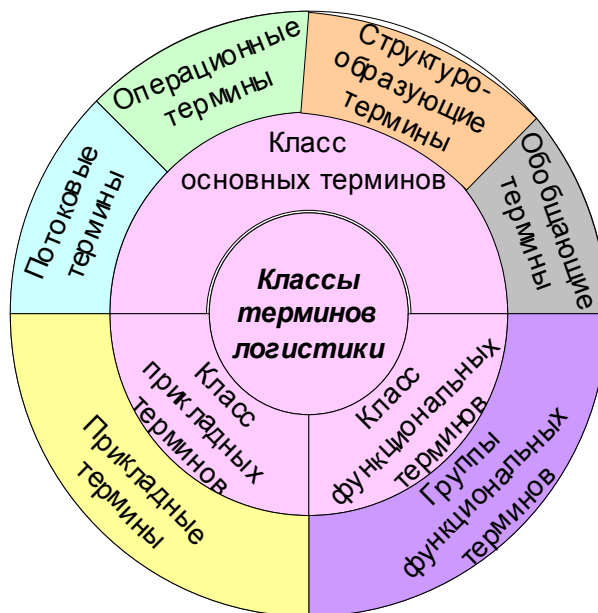 Потоковые
термины
Операционные
термины
Структуро-
образующие
термины
Обобщающие
термины
Класс
основных терминов
Классы
терминов
логистики
Класс
прикладных
терминов
Класс
функциональных
терминов
Прикладные
термины
Группы
функциональных
терминов